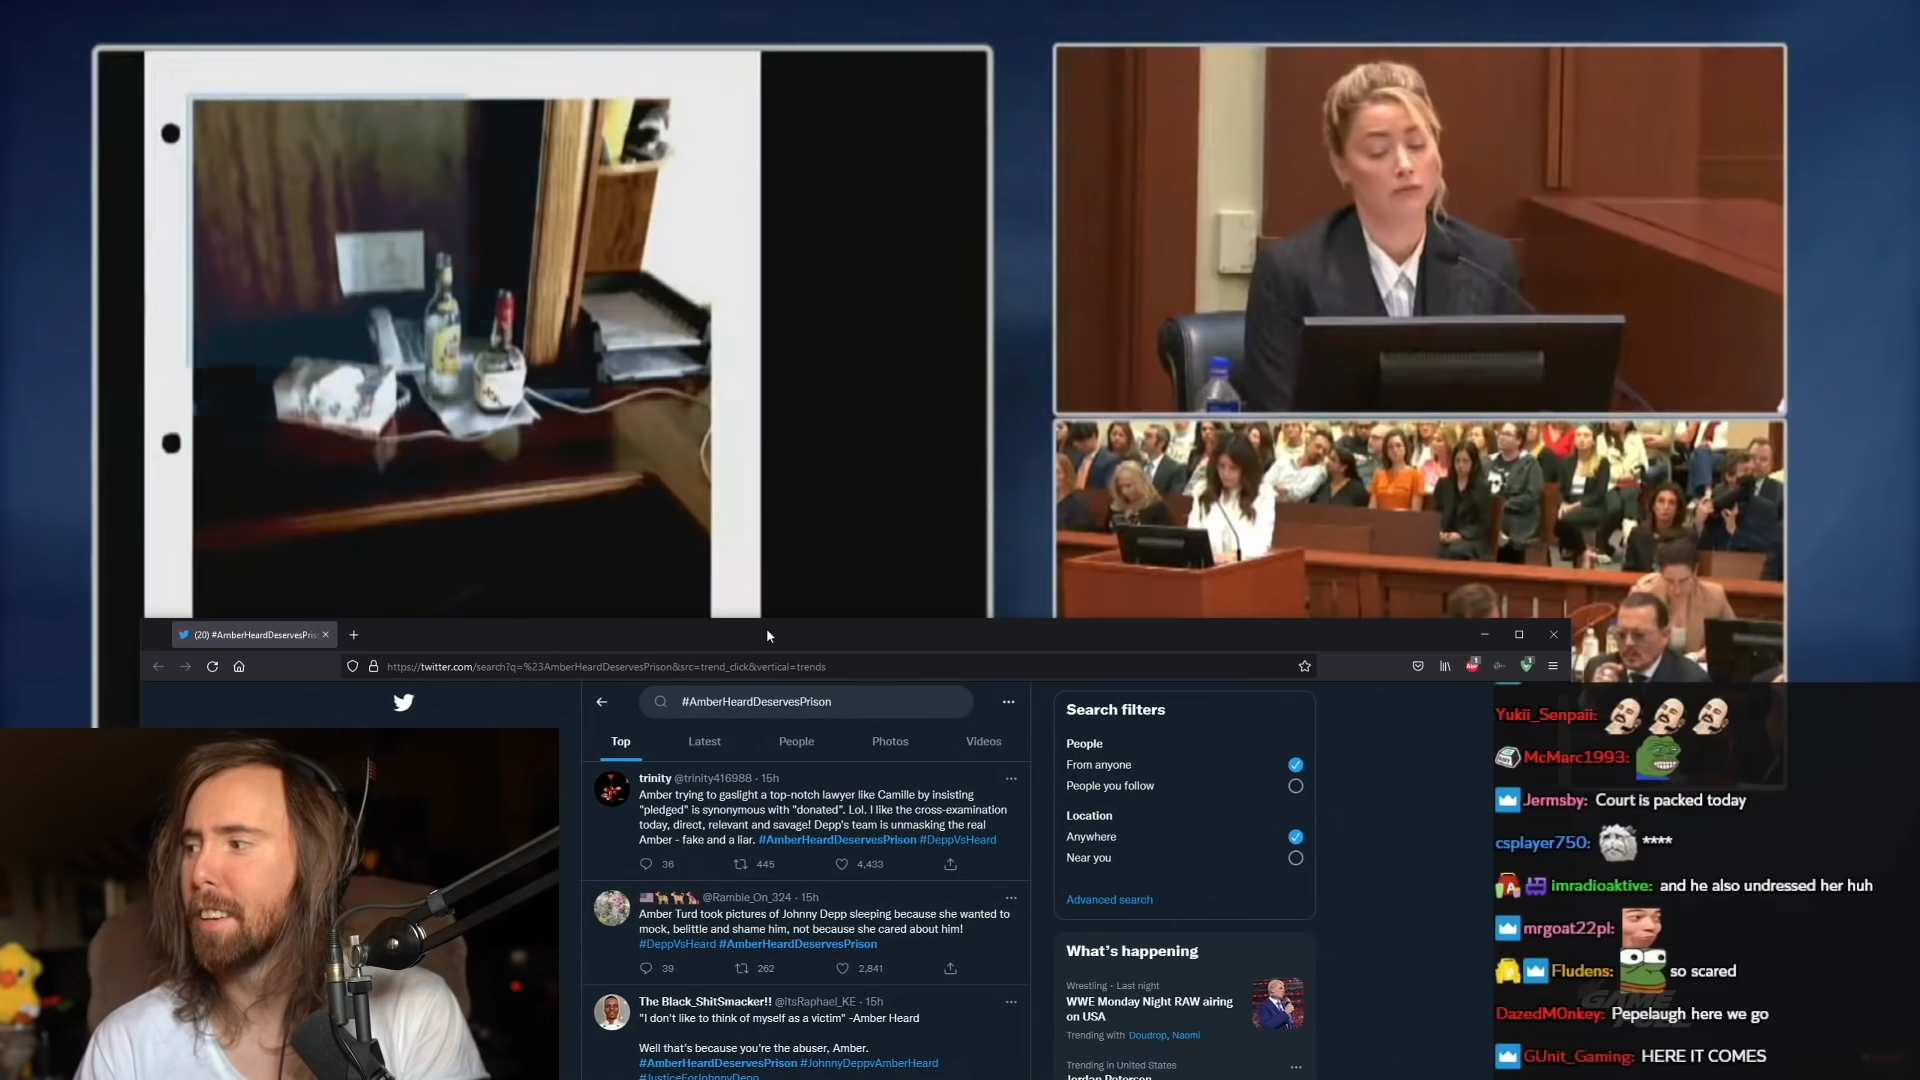 (20) #AmberHeardDeservesPris
https://twitter.com/search?q=%23AmberHeardDeservesPrison&src=trend_click&vertical=trends
#AmberHeardDeservesPrison
Top Latest People Photos Videos
trinity @trinity416988 · 15h
Amber trying to gaslight a top-notch lawyer like Camille by insisting
"pledged" is synonymous with "donated". Lol. I like the cross-examination
today, direct, relevant and savage! Depp's team is unmasking the real
Amber - fake and a liar. #AmberHeardDeservesPrison #DeppVsHeard
36 445 4,433
@Ramble_On_324 · 15h
Amber Turd took pictures of Johnny Depp sleeping because she wanted to
mock, belittle and shame him, not because she cared about him!
#DeppVsHeard #AmberHeardDeservesPrison
39 262 2,841
The Black_ShitSmacker!! @itsRaphael_KE · 15h
"I don't like to think of myself as a victim" -Amber Heard
Well that's because you're the abuser, Amber.
#AmberHeardDeservesPrison #JohnnyDeppvAmberHeard
#JusticeForJohnnyDepp
Search filters
People
From anyone
People you follow
Location
Anywhere
Near you
Advanced search
What's happening
Wrestling · Last night
WWE Monday Night RAW airing
on USA
Trending with Doudrop, Naomi
Trending in United States
Jordan Peterson
Yukii_Senpaii:
McMarc1993:
Jermsby: Court is packed today
csplayer750: ****
imradioaktive: and he also undressed her huh
mrgoat22pl:
Fludens: so scared
DazedM0nkey: Pepelaugh here we go
GUnit_Gaming: HERE IT COMES